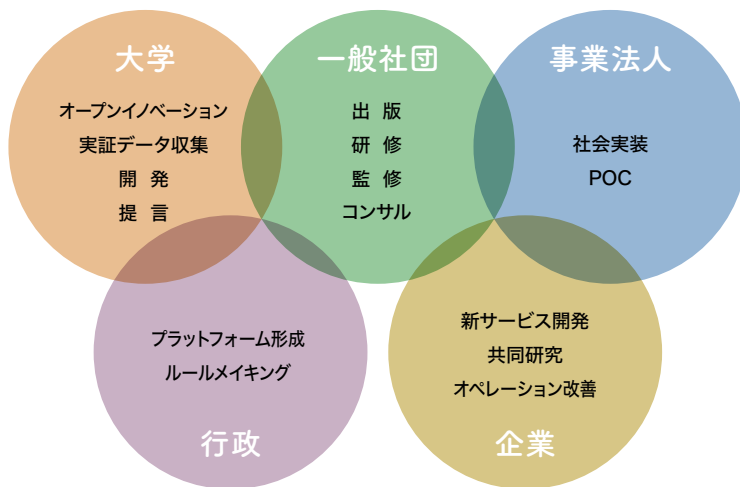 大学
オープンイノベーション
実証データ収集
開 発
提 言
一般社団
出 版
研 修
監 修
コンサル
事業法人
社会実装
POC
プラットフォーム形成
ルールメイキング
行政
新サービス開発
共同研究
オペレーション改善
企業